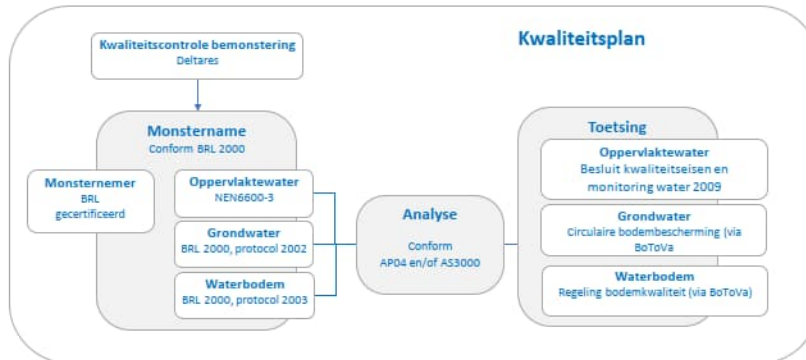 Kwaliteitsplan
Kwaliteitscontrole bemonstering
Deltares
Monstername
Conform BRL 2000
Monsternemer
BRL
gecertificeerd
Oppervlaktewater
NEN6600-3
Grondwater
BRL 2000, protocol 2002
Waterbodem
BRL 2000, protocol 2003
Analyse
Conform
AP04 en/of AS3000
Toetsing
Oppervlaktewater
Besluit kwaliteitseisen en
monitoring water 2009
Grondwater
Circulaire bodembescherming (via
BoToVa
Waterbodem
Regeling bodemkwaliteit (via BoToVa)